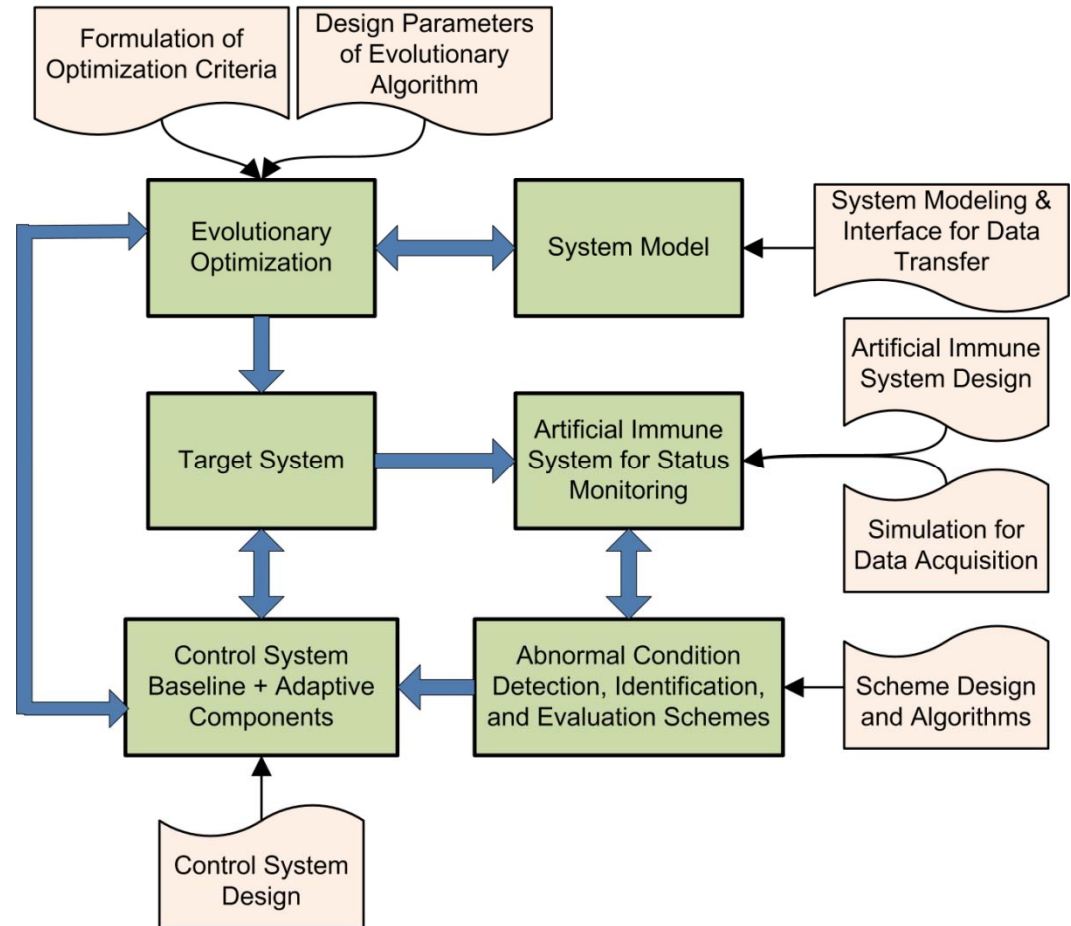 Formulation of
Optimization Criteria
Design Parameters
of Evolutionary
Algorithm
Evolutionary
Optimization
System Model
System Modeling &
Interface for Data
Transfer
Target System
Artificial Immune
System for Status
Monitoring
Artificial Immune
System Design
Simulation for
Data Acquisition
Control System
Baseline + Adaptive
Components
Abnormal Condition
Detection, Identification,
and Evaluation Schemes
Scheme Design
and Algorithms
Control System
Design